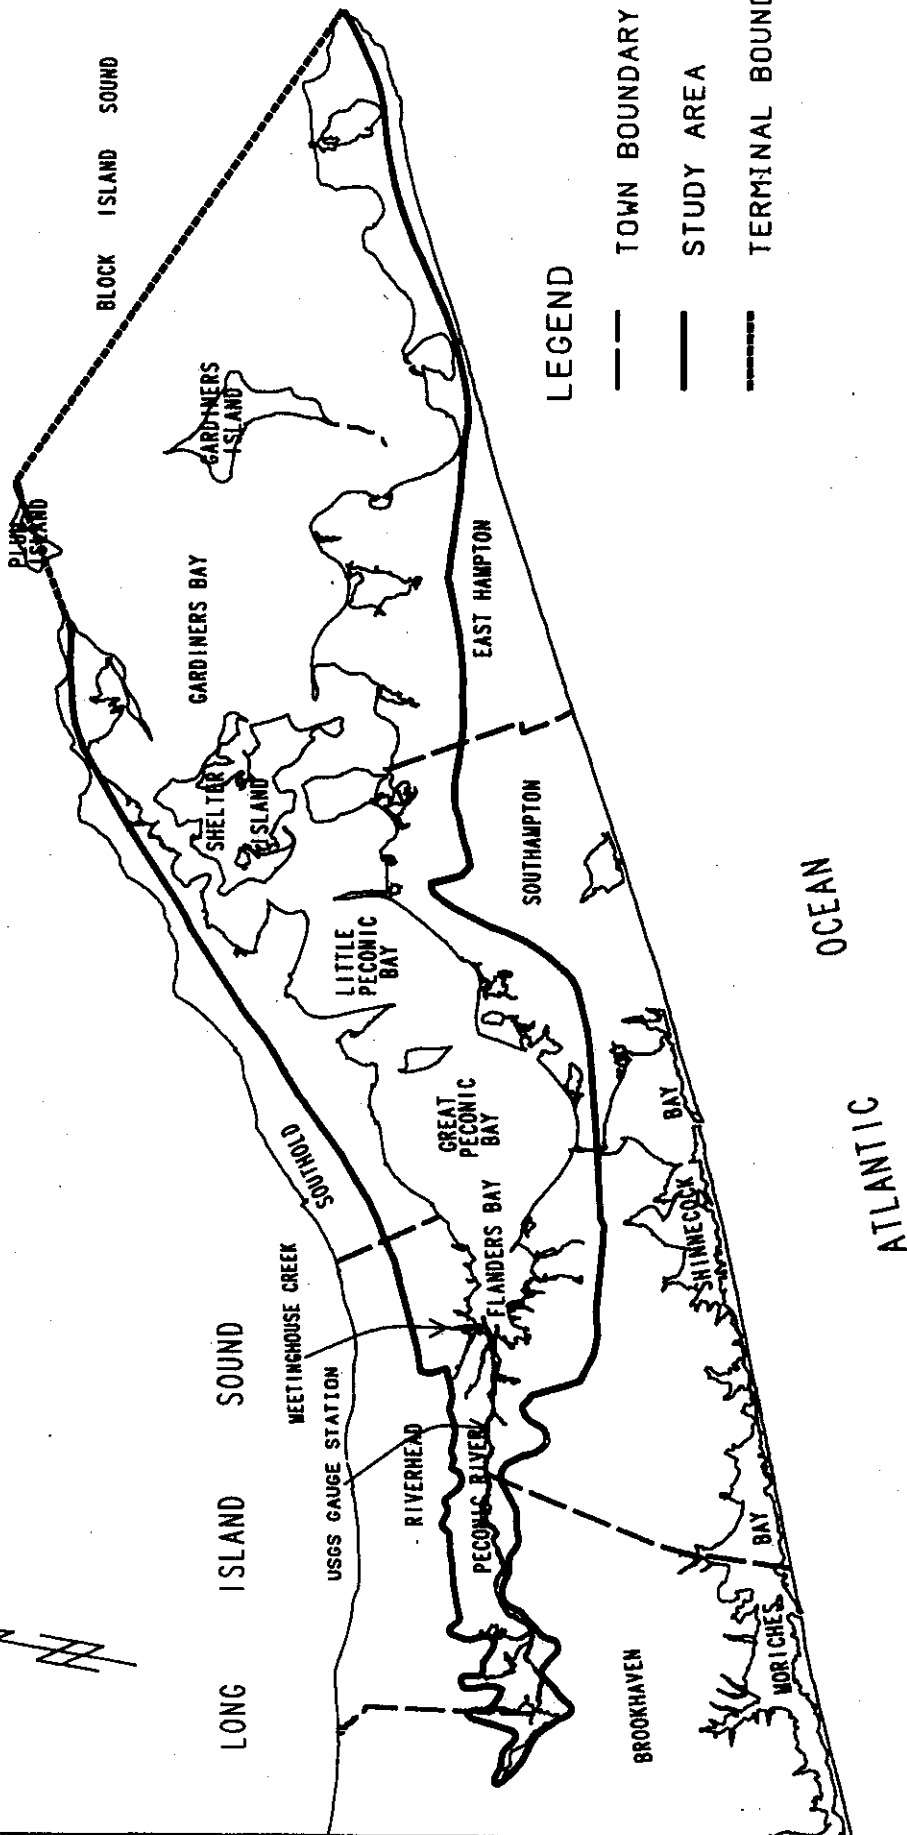 BLOCK ISLAND SOUND
PLUM
ISLAND
GARDINERS
ISLAND
GARDINERS BAY
SHELTER
ISLAND
EAST HAMPTON
SOUTHAMPTON
LITTLE
PECONIC
BAY
GREAT
PECONIC
BAY
SOUTHOLD
FLANDERS BAY
MEETINGHOUSE CREEK
USGS GAUGE STATION
RIVERHEAD
PECONIC RIVER
LONG ISLAND SOUND
BROOKHAVEN
MORICHES BAY
SHINNECOCK BAY
ATLANTIC OCEAN
LEGEND
TOWN BOUNDARY
STUDY AREA
TERMINAL BOUND